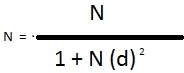 N
N = 
1 + N (d) ²